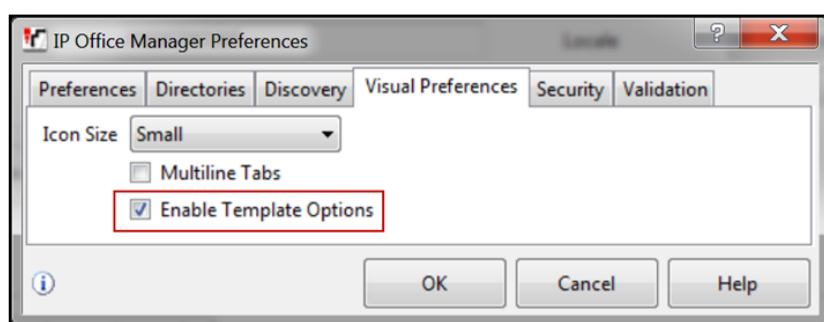 IP Office Manager Preferences
Locale
Preferences Directories Discovery Visual Preferences Security Validation
Icon Size Small
Multiline Tabs
Enable Template Options
OK Cancel Help